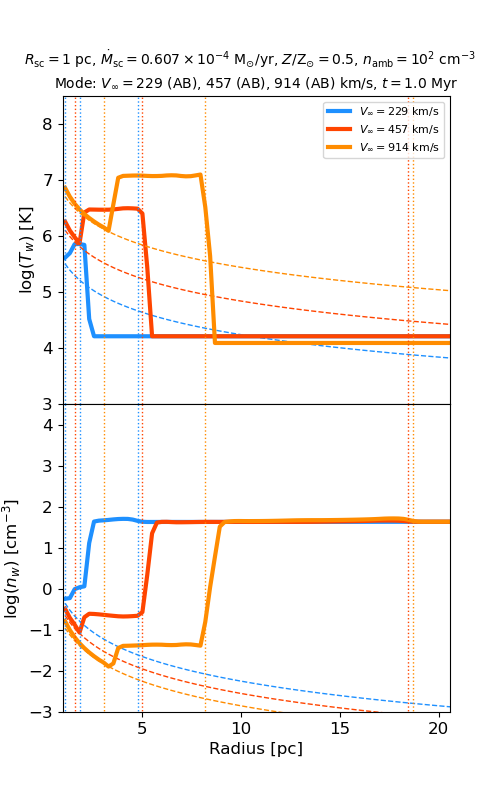 R_sc = 1 pc, Ṁ_sc = 0.607 × 10⁻⁴ M_⊙/yr, Z/Z_⊙ = 0.5, n_amb = 10² cm⁻³
Mode: V_∞ = 229 (AB), 457 (AB), 914 (AB) km/s, t = 1.0 Myr
V_∞ = 229 km/s
V_∞ = 457 km/s
V_∞ = 914 km/s
log(T_w) [K]
8
7
6
5
4
3
log(n_w) [cm⁻³]
4
3
2
1
0
−1
−2
−3
5
10
15
20
Radius [pc]